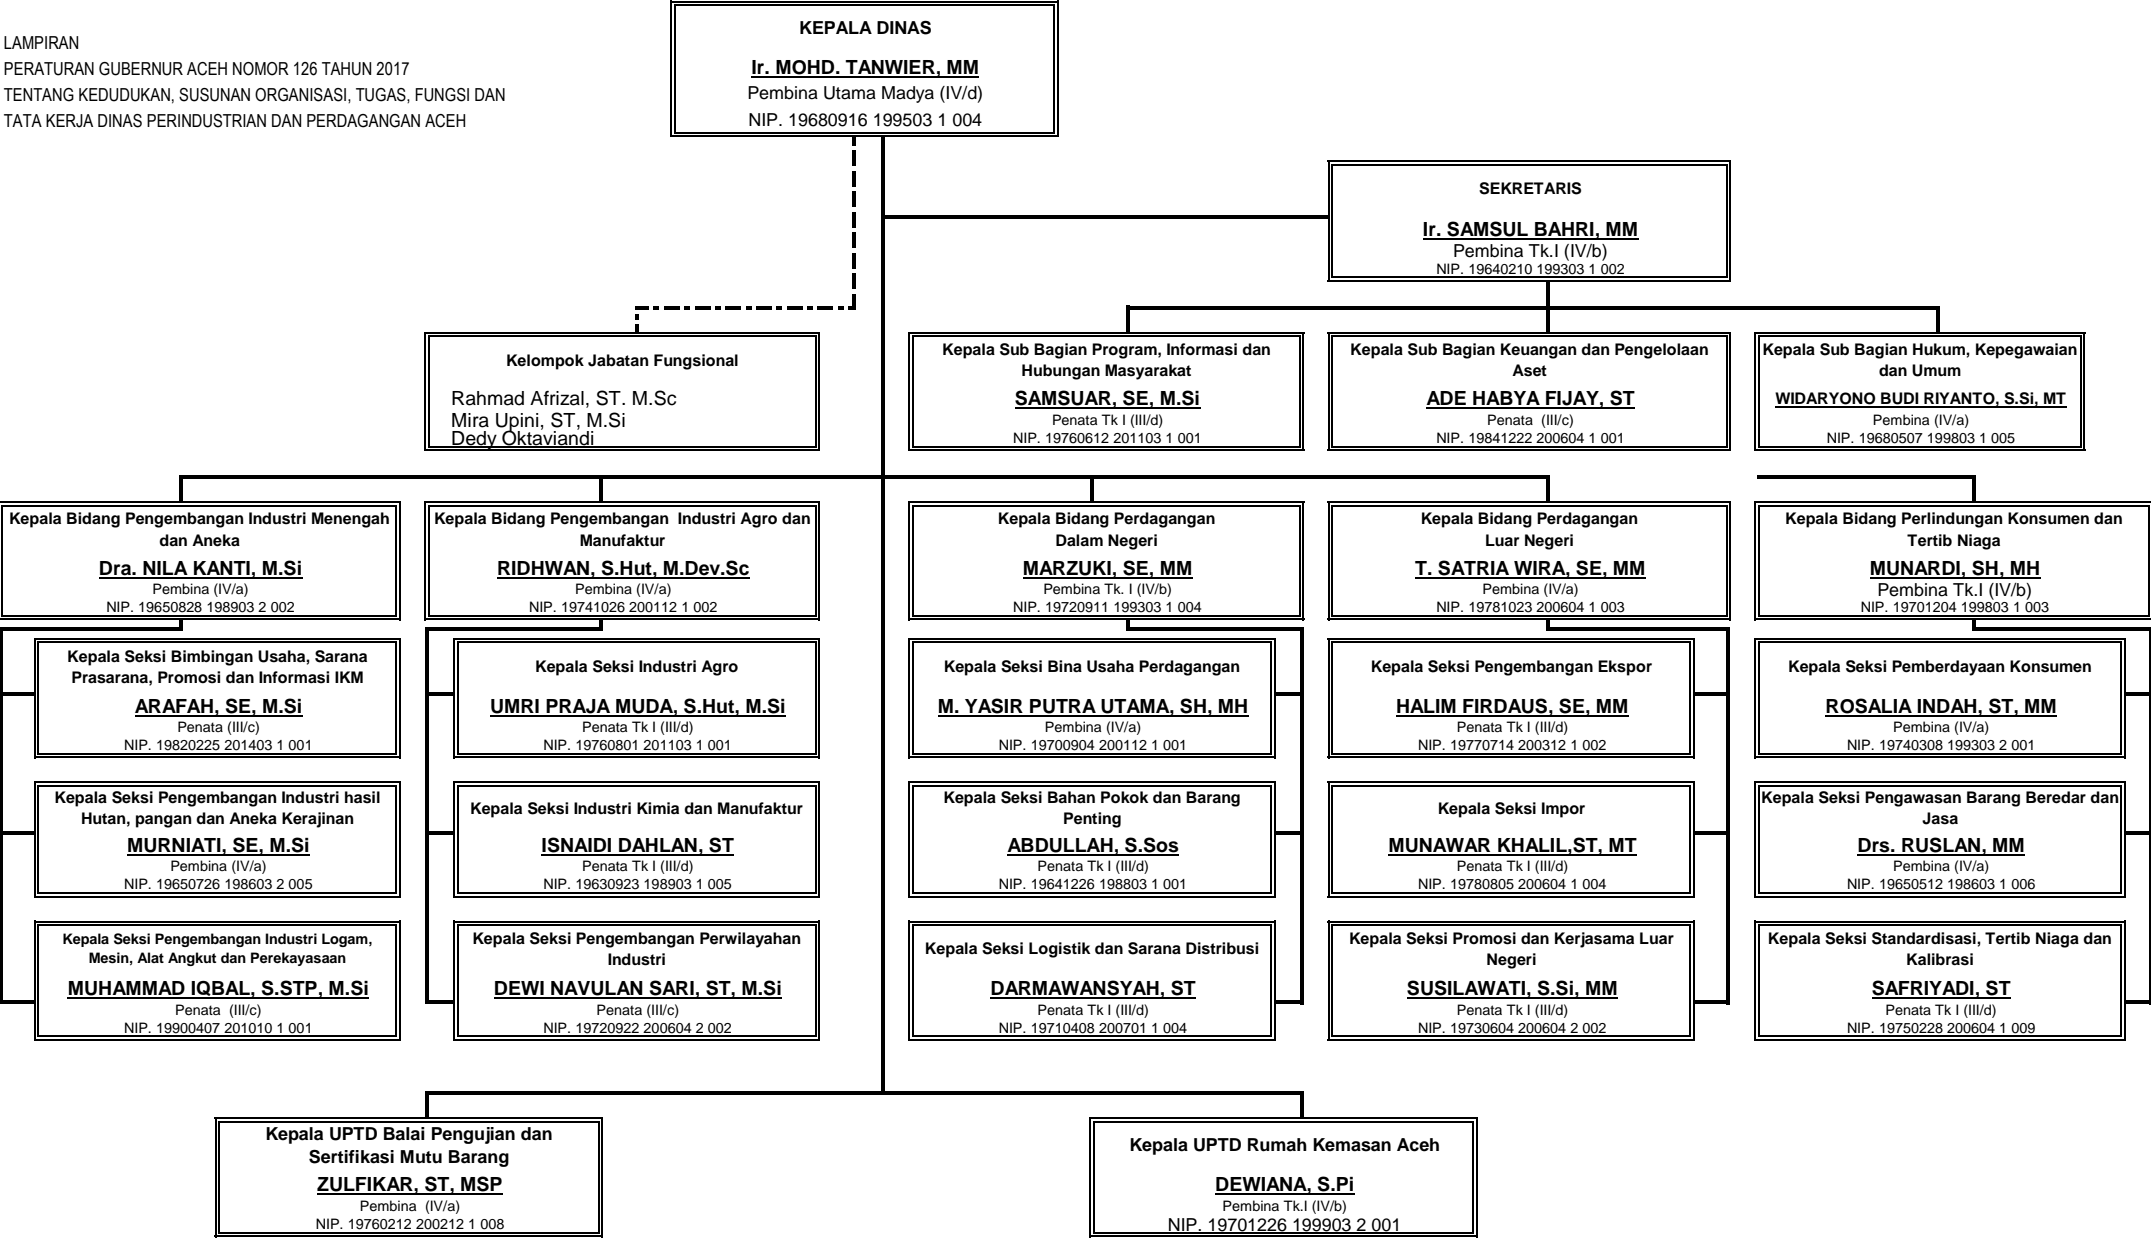 LAMPIRAN
PERATURAN GUBERNUR ACEH NOMOR 126 TAHUN 2017
TENTANG KEDUDUKAN, SUSUNAN ORGANISASI, TUGAS, FUNGSI DAN
TATA KERJA DINAS PERINDUSTRIAN DAN PERDAGANGAN ACEH
KEPALA DINAS
Ir. MOHD. TANWIER, MM
Pembina Utama Madya (IV/d)
NIP. 19680916 199503 1 004
SEKRETARIS
Ir. SAMSUL BAHRI, MM
Pembina Tk.I (IV/b)
NIP. 19640210 199303 1 002
Kelompok Jabatan Fungsional
Rahmad Afrizal, ST. M.Sc
Mira Upini, ST, M.Si
Dedy Oktaviandi
Kepala Sub Bagian Program, Informasi dan
Hubungan Masyarakat
SAMSUAR, SE, M.Si
Penata Tk I (III/d)
NIP. 19760612 201103 1 001
Kepala Sub Bagian Keuangan dan Pengelolaan
Aset
ADE HABYA FIJAY, ST
Penata  (III/c)
NIP. 19841222 200604 1 001
Kepala Sub Bagian Hukum, Kepegawaian
dan Umum
WIDARYONO BUDI RIYANTO, S.Si, MT
Pembina (IV/a)
NIP. 19680507 199803 1 005
Kepala Bidang Pengembangan Industri Menengah
dan Aneka
Dra. NILA KANTI, M.Si
Pembina (IV/a)
NIP. 19650828 198903 2 002
Kepala Bidang Pengembangan  Industri Agro dan
Manufaktur
RIDHWAN, S.Hut, M.Dev.Sc
Pembina (IV/a)
NIP. 19741026 200112 1 002
Kepala Bidang Perdagangan
Dalam Negeri
MARZUKI, SE, MM
Pembina Tk. I (IV/b)
NIP. 19720911 199303 1 004
Kepala Bidang Perdagangan
Luar Negeri
T. SATRIA WIRA, SE, MM
Pembina (IV/a)
NIP. 19781023 200604 1 003
Kepala Bidang Perlindungan Konsumen dan
Tertib Niaga
MUNARDI, SH, MH
Pembina Tk.I (IV/b)
NIP. 19701204 199803 1 003
Kepala Seksi Bimbingan Usaha, Sarana
Prasarana, Promosi dan Informasi IKM
ARAFAH, SE, M.Si
Penata (III/c)
NIP. 19820225 201403 1 001
Kepala Seksi Industri Agro
UMRI PRAJA MUDA, S.Hut, M.Si
Penata Tk I (III/d)
NIP. 19760801 201103 1 001
Kepala Seksi Bina Usaha Perdagangan
M. YASIR PUTRA UTAMA, SH, MH
Pembina (IV/a)
NIP. 19700904 200112 1 001
Kepala Seksi Pengembangan Ekspor
HALIM FIRDAUS, SE, MM
Penata Tk I (III/d)
NIP. 19770714 200312 1 002
Kepala Seksi Pemberdayaan Konsumen
ROSALIA INDAH, ST, MM
Pembina (IV/a)
NIP. 19740308 199303 2 001
Kepala Seksi Pengembangan Industri hasil
Hutan, pangan dan Aneka Kerajinan
MURNIATI, SE, M.Si
Pembina (IV/a)
NIP. 19650726 198603 2 005
Kepala Seksi Industri Kimia dan Manufaktur
ISNAIDI DAHLAN, ST
Penata Tk I (III/d)
NIP. 19630923 198903 1 005
Kepala Seksi Bahan Pokok dan Barang
Penting
ABDULLAH, S.Sos
Penata Tk I (III/d)
NIP. 19641226 198803 1 001
Kepala Seksi Impor
MUNAWAR KHALIL,ST, MT
Penata Tk I (III/d)
NIP. 19780805 200604 1 004
Kepala Seksi Pengawasan Barang Beredar dan
Jasa
Drs. RUSLAN, MM
Pembina (IV/a)
NIP. 19650512 198603 1 006
Kepala Seksi Pengembangan Industri Logam,
Mesin, Alat Angkut dan Perekayasaan
MUHAMMAD IQBAL, S.STP, M.Si
Penata  (III/c)
NIP. 19900407 201010 1 001
Kepala Seksi Pengembangan Perwilayahan
Industri
DEWI NAVULAN SARI, ST, M.Si
Penata (III/c)
NIP. 19720922 200604 2 002
Kepala Seksi Logistik dan Sarana Distribusi
DARMAWANSYAH, ST
Penata Tk I (III/d)
NIP. 19710408 200701 1 004
Kepala Seksi Promosi dan Kerjasama Luar
Negeri
SUSILAWATI, S.Si, MM
Penata Tk I (III/d)
NIP. 19730604 200604 2 002
Kepala Seksi Standardisasi, Tertib Niaga dan
Kalibrasi
SAFRIYADI, ST
Penata Tk I (III/d)
NIP. 19750228 200604 1 009
Kepala UPTD Balai Pengujian dan
Sertifikasi Mutu Barang
ZULFIKAR, ST, MSP
Pembina  (IV/a)
NIP. 19760212 200212 1 008
Kepala UPTD Rumah Kemasan Aceh
DEWIANA, S.Pi
Pembina Tk.I (IV/b)
NIP. 19701226 199903 2 001